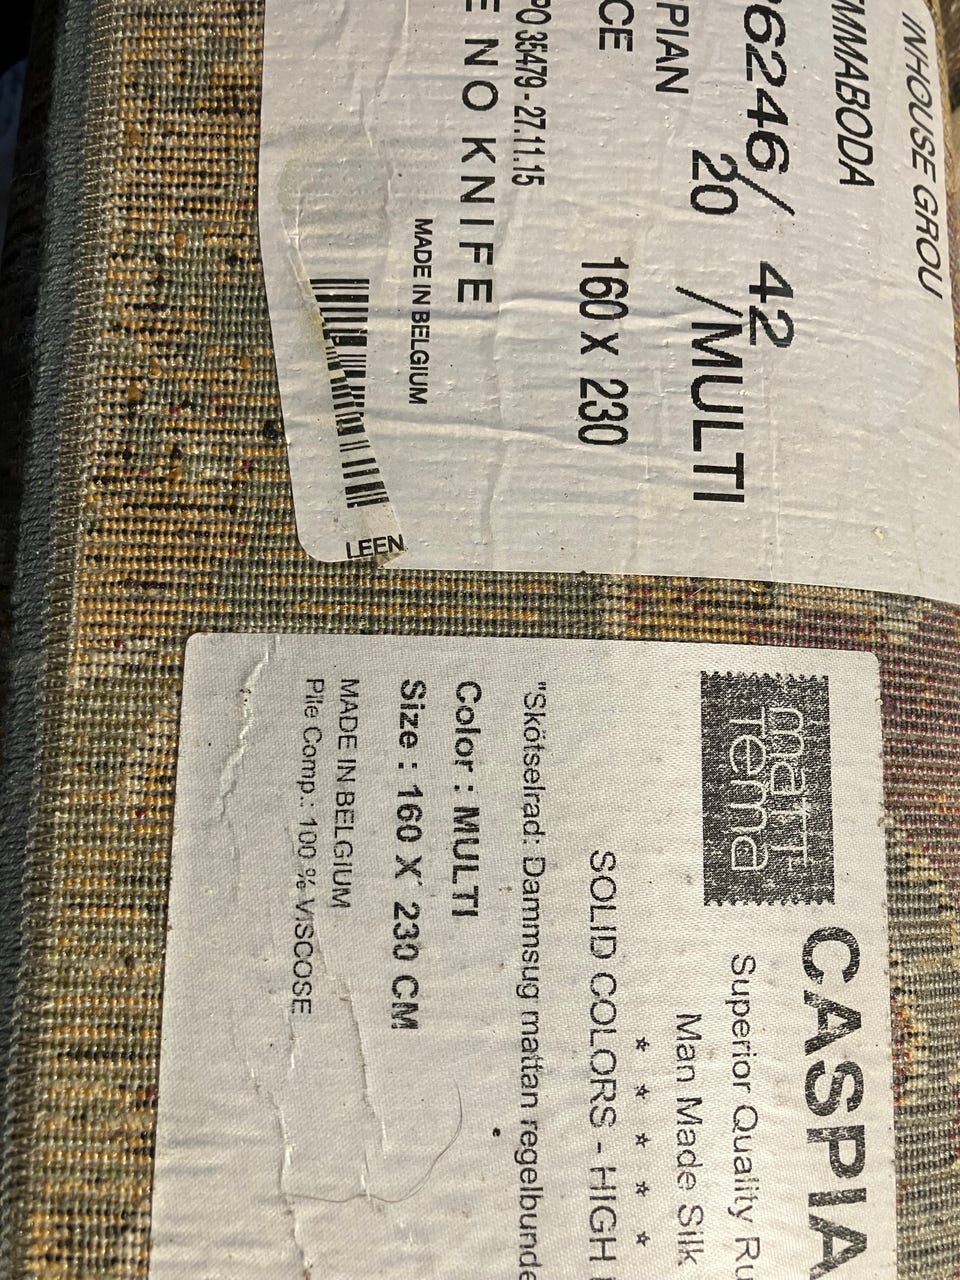 INHOUSE GROU
MMABODA
6246/ 42
20 /MULTI
PIAN
CE 160 X 230
PO 35479 - 27.11.15
E NO KNIFE
MADE IN BELGIUM
LEEN
matt
Tema
CASPIA
Superior Quality Ru
Man Made Silk
* * * * *
SOLID COLORS - HIGH
"Skötselrad: Dammsug mattan regelbunde
Color : MULTI
Size : 160 X 230 CM
MADE IN BELGIUM
Pile Comp.: 100 % VISCOSE